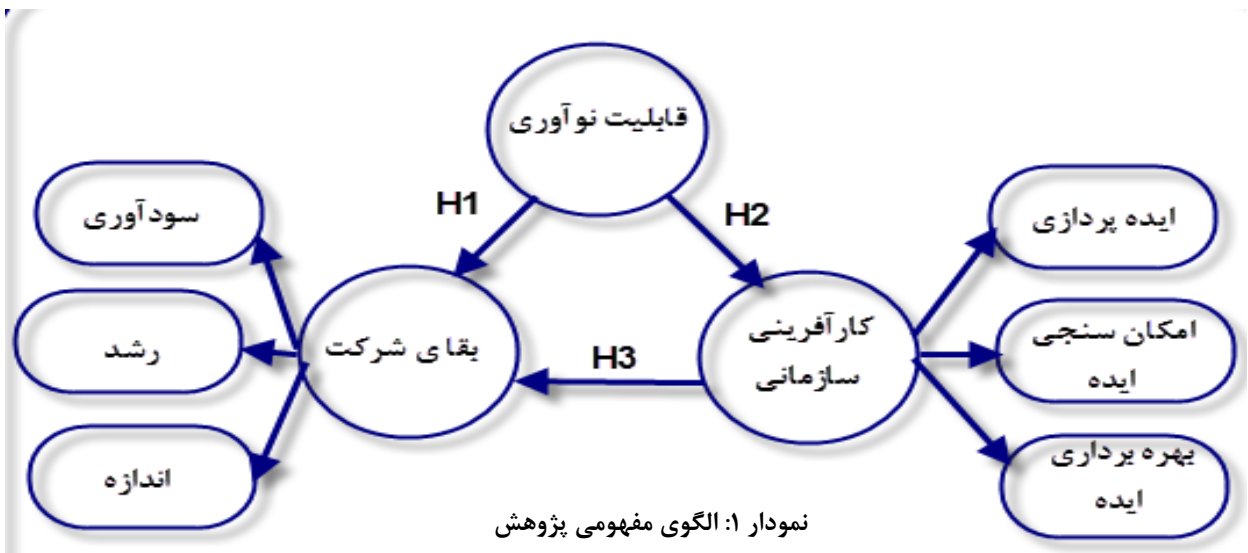 قابلیت نوآوری
H1
H2
سودآوری
ایده پردازی
رشد
بقای شرکت
H3
کارآفرینی
سازمانی
امکان سنجی
ایده
اندازه
بهره برداری
ایده
نمودار ۱: الگوی مفهومی پژوهش